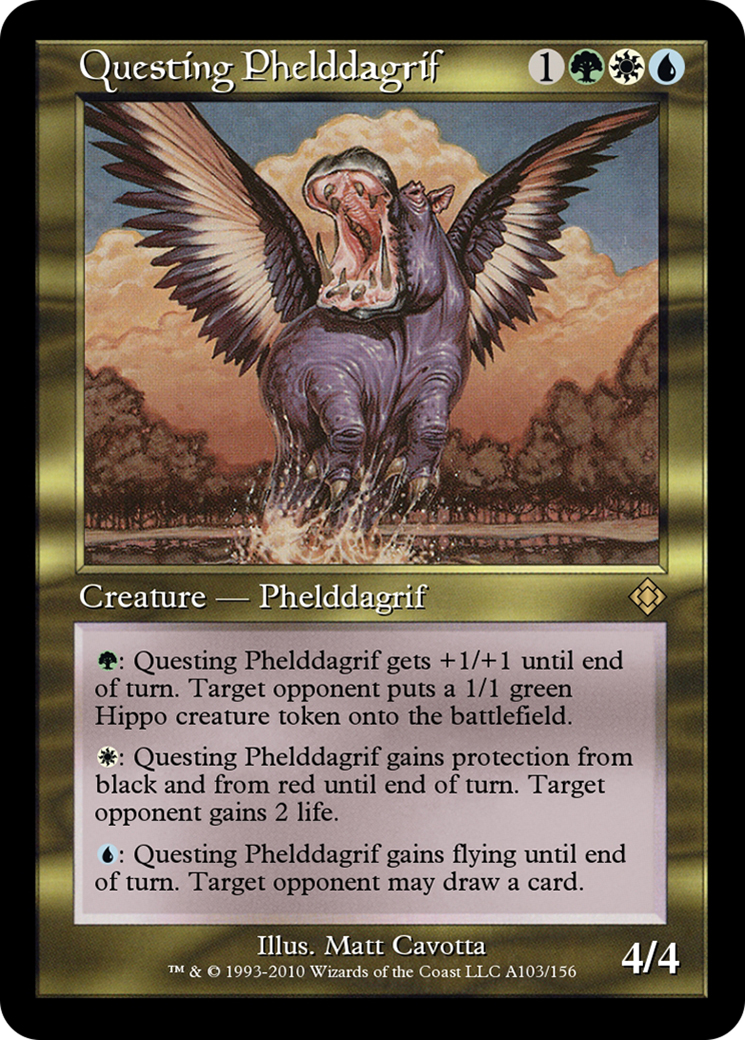 Questing Phelddagrif 1
Creature — Phelddagrif
: Questing Phelddagrif gets +1/+1 until end
of turn. Target opponent puts a 1/1 green
Hippo creature token onto the battlefield.
: Questing Phelddagrif gains protection from
black and from red until end of turn. Target
opponent gains 2 life.
: Questing Phelddagrif gains flying until end
of turn. Target opponent may draw a card.
Illus. Matt Cavotta
™ & © 1993-2010 Wizards of the Coast LLC A103/156
4/4